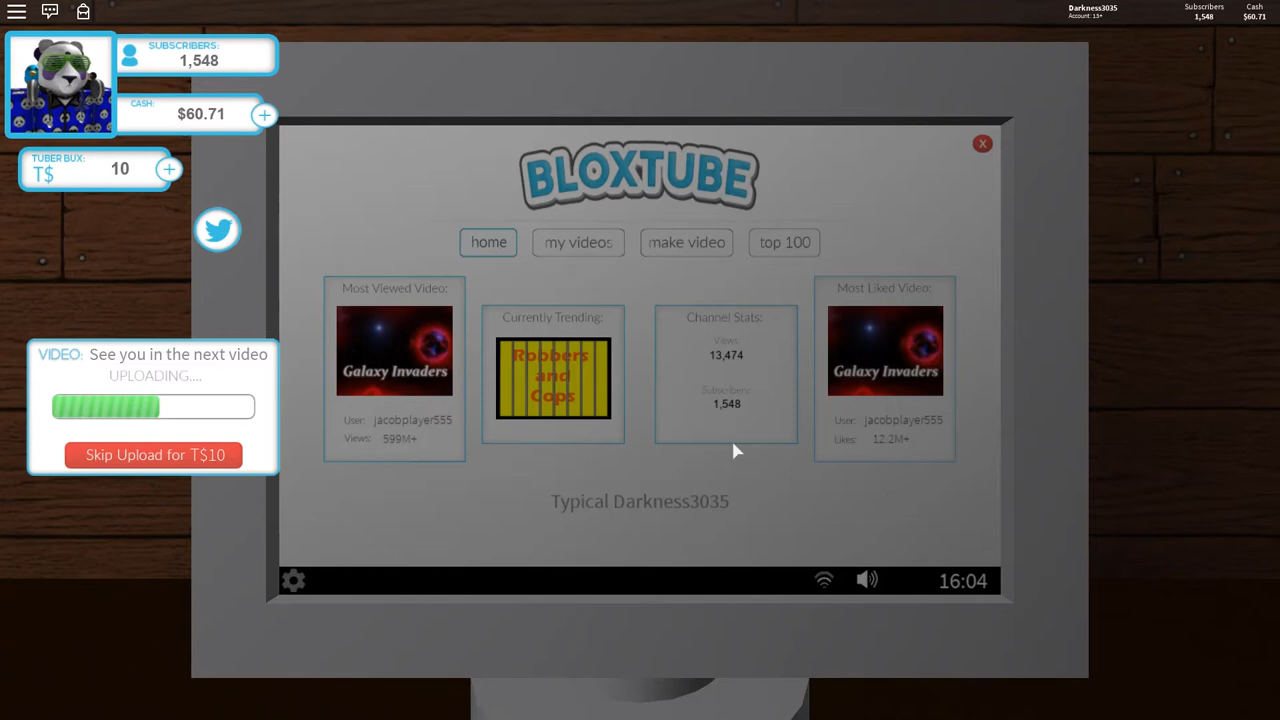 Darkness3035
Account: 13+
Subscribers
1,548
Cash
$60.71
SUBSCRIBERS:
1,548
CASH:
$60.71
TUBER BUX:
T$
10
VIDEO: See you in the next video
UPLOADING....
Skip Upload for T$10
BLOXTUBE
X
home
my videos
make video
top 100
Most Viewed Video:
Galaxy Invaders
User: jacobplayer555
Views: 599M+
Currently Trending:
Robbers
and
Cops
Channel Stats:
Views:
13,474
Subscribers:
1,548
Most Liked Video:
Galaxy Invaders
User: jacobplayer555
Likes: 12.2M+
Typical Darkness3035
16:04